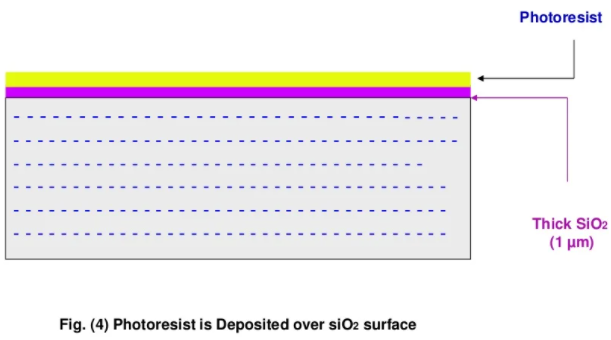 Photoresist
Thick SiO2
(1 µm)
Fig. (4) Photoresist is Deposited over siO2 surface